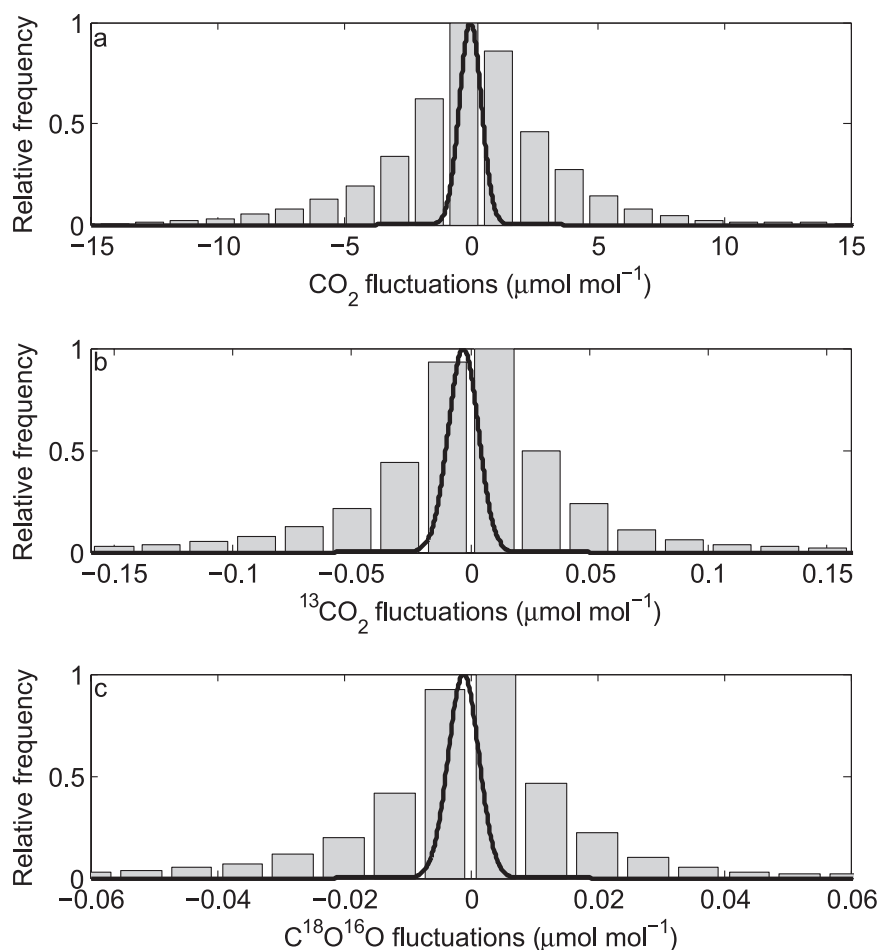 a
1
0.5
0
Relative frequency
−15 −10 −5 0 5 10 15
CO₂ fluctuations (μmol mol⁻¹)
b
1
0.5
0
Relative frequency
−0.15 −0.1 −0.05 0 0.05 0.1 0.15
¹³CO₂ fluctuations (μmol mol⁻¹)
c
1
0.5
0
Relative frequency
−0.06 −0.04 −0.02 0 0.02 0.04 0.06
C¹⁸O¹⁶O fluctuations (μmol mol⁻¹)